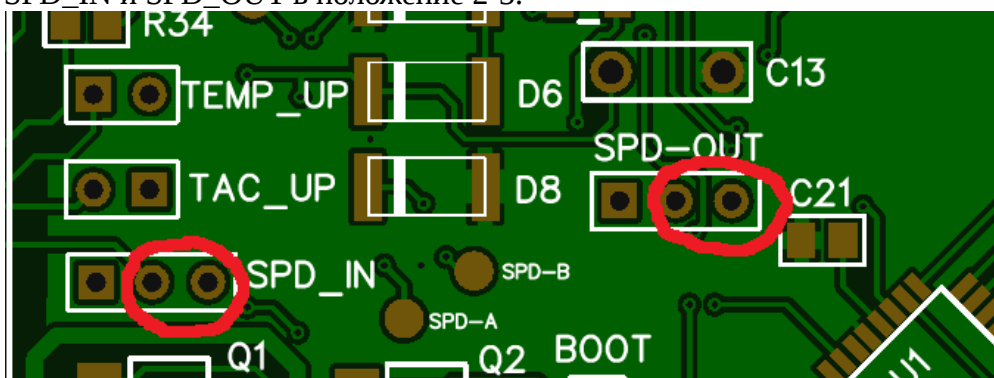 SPD_IN и SPD_OUT в положение 2-3.
R34
TEMP_UP
D6
C13
SPD-OUT
TAC_UP
D8
C21
SPD_IN
SPD-B
SPD-A
Q1
Q2
BOOT
U1